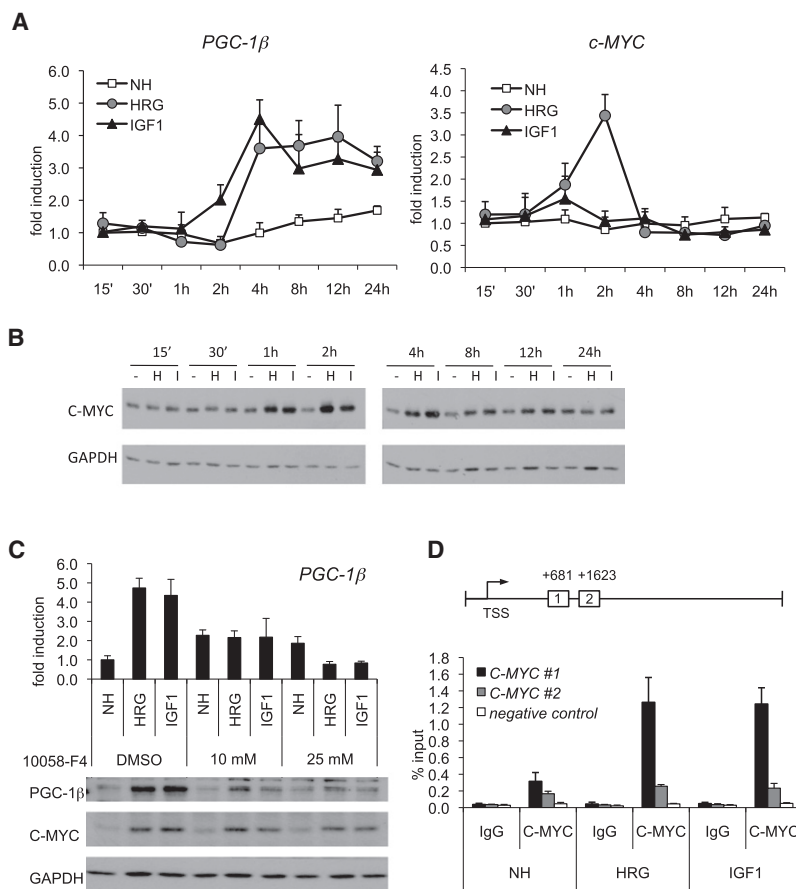 A
PGC-1β
c-MYC
fold induction
6.0
5.0
4.0
3.0
2.0
1.0
0.0
NH
HRG
IGF1
15' 30' 1h 2h 4h 8h 12h 24h
fold induction
4.5
4.0
3.5
3.0
2.5
2.0
1.5
1.0
0.5
0.0
NH
HRG
IGF1
15' 30' 1h 2h 4h 8h 12h 24h
B
15' 30' 1h 2h 4h 8h 12h 24h
- H I - H I - H I - H I - H I - H I - H I - H I
C-MYC
GAPDH
C
PGC-1β
fold induction
6.0
5.0
4.0
3.0
2.0
1.0
0.0
NH HRG IGF1 NH HRG IGF1 NH HRG IGF1
10058-F4 DMSO 10 mM 25 mM
PGC-1β
C-MYC
GAPDH
D
+681 +1623
1 2
TSS
% input
1.8
1.6
1.4
1.2
1.0
0.8
0.6
0.4
0.2
0.0
C-MYC #1
C-MYC #2
negative control
IgG C-MYC IgG C-MYC IgG C-MYC
NH HRG IGF1